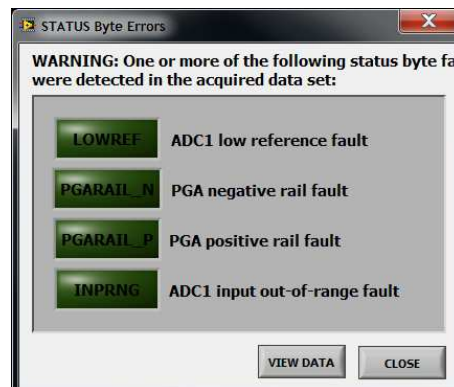 STATUS Byte Errors
WARNING: One or more of the following status byte fa
were detected in the acquired data set:
LOWREF ADC1 low reference fault
PGARAIL_N PGA negative rail fault
PGARAIL_P PGA positive rail fault
INPRNG ADC1 input out-of-range fault
VIEW DATA CLOSE